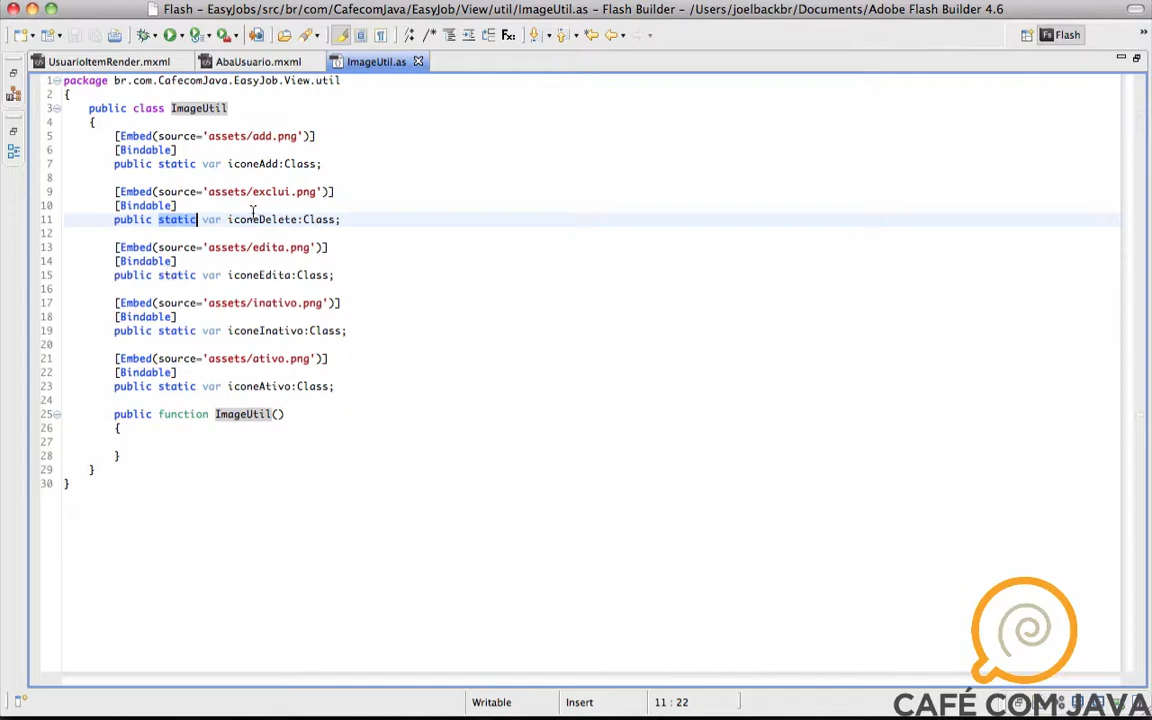 Flash - EasyJobs/src/br/com/CafecomJava/EasyJob/View/util/ImageUtil.as - Flash Builder - /Users/joelbackbr/Documents/Adobe Flash Builder 4.6
Fx: Fs Flash »
UsuarioItemRender.mxml AbaUsuario.mxml ImageUtil.as
1 package br.com.CafecomJava.EasyJob.View.util
2 {
3 public class ImageUtil
4 {
5 [Embed(source='assets/add.png')]
6 [Bindable]
7 public static var iconeAdd:Class;
8
9 [Embed(source='assets/exclui.png')]
10 [Bindable]
11 public static var iconeDelete:Class;
12
13 [Embed(source='assets/edita.png')]
14 [Bindable]
15 public static var iconeEdita:Class;
16
17 [Embed(source='assets/inativo.png')]
18 [Bindable]
19 public static var iconeInativo:Class;
20
21 [Embed(source='assets/ativo.png')]
22 [Bindable]
23 public static var iconeAtivo:Class;
24
25 public function ImageUtil()
26 {
27
28 }
29 }
30 }
Writable Insert 11 : 22
CAFÉ COM JAVA